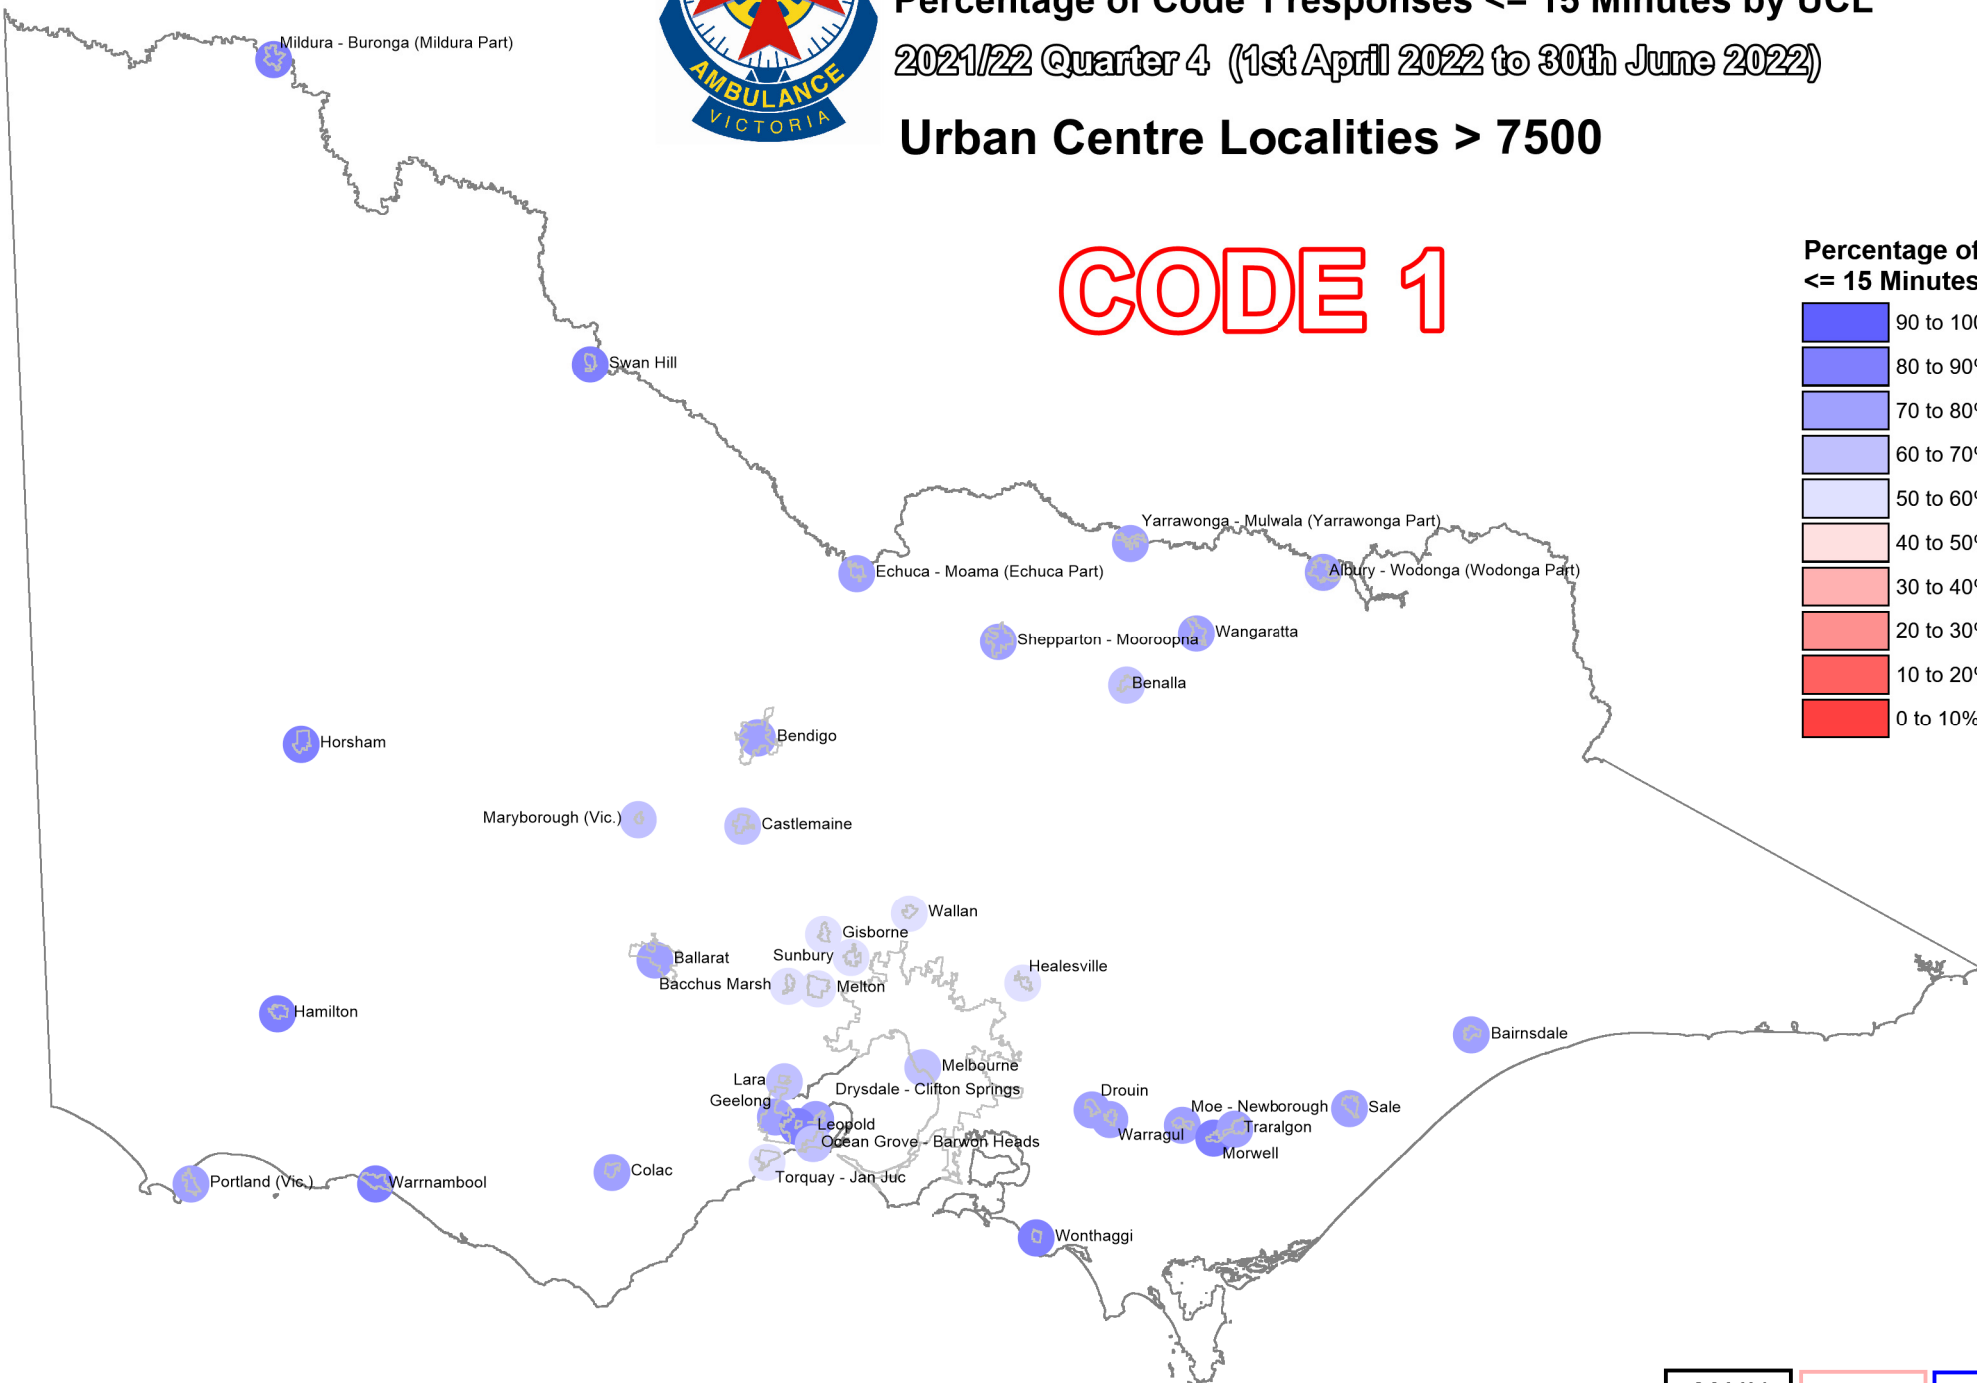 Percentage of Code 1 responses <= 15 Minutes by UCL
2021/22 Quarter 4 (1st April 2022 to 30th June 2022)
Urban Centre Localities > 7500
AMBULANCE
VICTORIA
CODE 1
Percentage of
<= 15 Minutes
90 to 100
80 to 90%
70 to 80%
60 to 70%
50 to 60%
40 to 50%
30 to 40%
20 to 30%
10 to 20%
0 to 10%
Mildura - Buronga (Mildura Part)
Swan Hill
Yarrawonga - Mulwala (Yarrawonga Part)
Echuca - Moama (Echuca Part)
Albury - Wodonga (Wodonga Part)
Shepparton - Mooroopna
Wangaratta
Benalla
Horsham
Bendigo
Maryborough (Vic.)
Castlemaine
Wallan
Gisborne
Sunbury
Ballarat
Healesville
Bacchus Marsh
Melton
Hamilton
Bairnsdale
Melbourne
Lara
Drysdale - Clifton Springs
Drouin
Geelong
Moe - Newborough
Sale
Leopold
Traralgon
Warragul
Ocean Grove - Barwon Heads
Morwell
Colac
Torquay - Jan Juc
Portland (Vic.)
Warrnambool
Wonthaggi